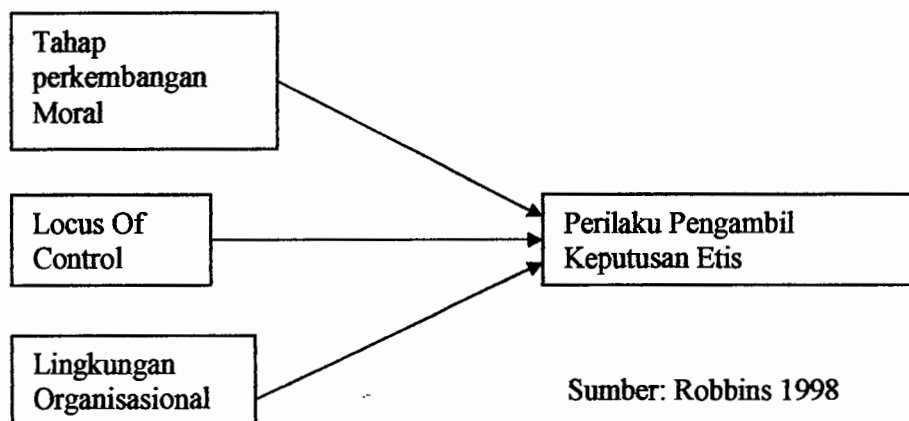 Tahap
perkembangan
Moral
Locus Of
Control
Perilaku Pengambil
Keputusan Etis
Lingkungan
Organisasional
Sumber: Robbins 1998